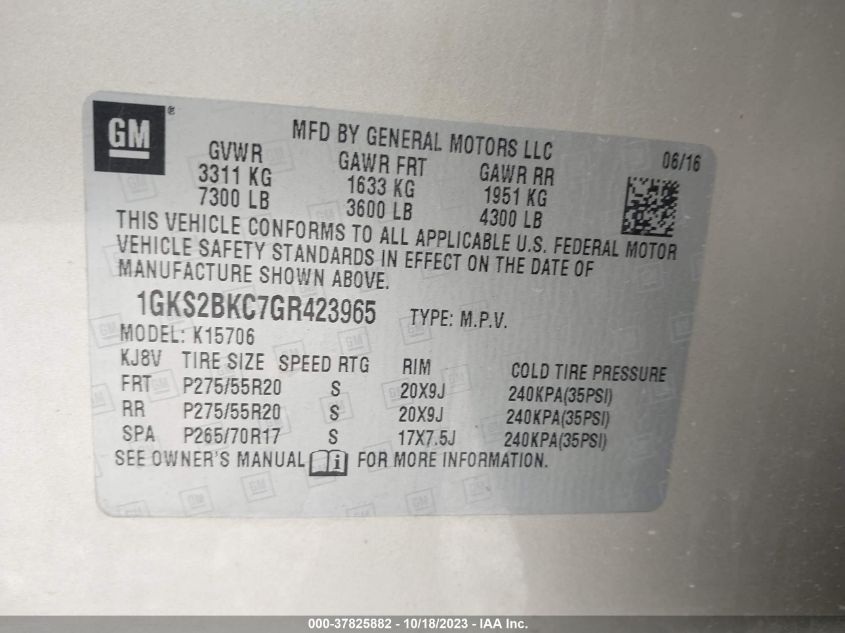 GM ®
MFD BY GENERAL MOTORS LLC 06/16
GVWR GAWR FRT GAWR RR
3311 KG 1633 KG 1951 KG
7300 LB 3600 LB 4300 LB
THIS VEHICLE CONFORMS TO ALL APPLICABLE U.S. FEDERAL MOTOR
VEHICLE SAFETY STANDARDS IN EFFECT ON THE DATE OF
MANUFACTURE SHOWN ABOVE.
1GKS2BKC7GR423965 TYPE: M.P.V.
MODEL: K15706
KJ8V TIRE SIZE SPEED RTG RIM COLD TIRE PRESSURE
FRT P275/55R20 S 20X9J 240KPA(35PSI)
RR P275/55R20 S 20X9J 240KPA(35PSI)
SPA P265/70R17 S 17X7.5J 240KPA(35PSI)
SEE OWNER'S MANUAL i FOR MORE INFORMATION.
000-37825882 - 10/18/2023 - IAA Inc.